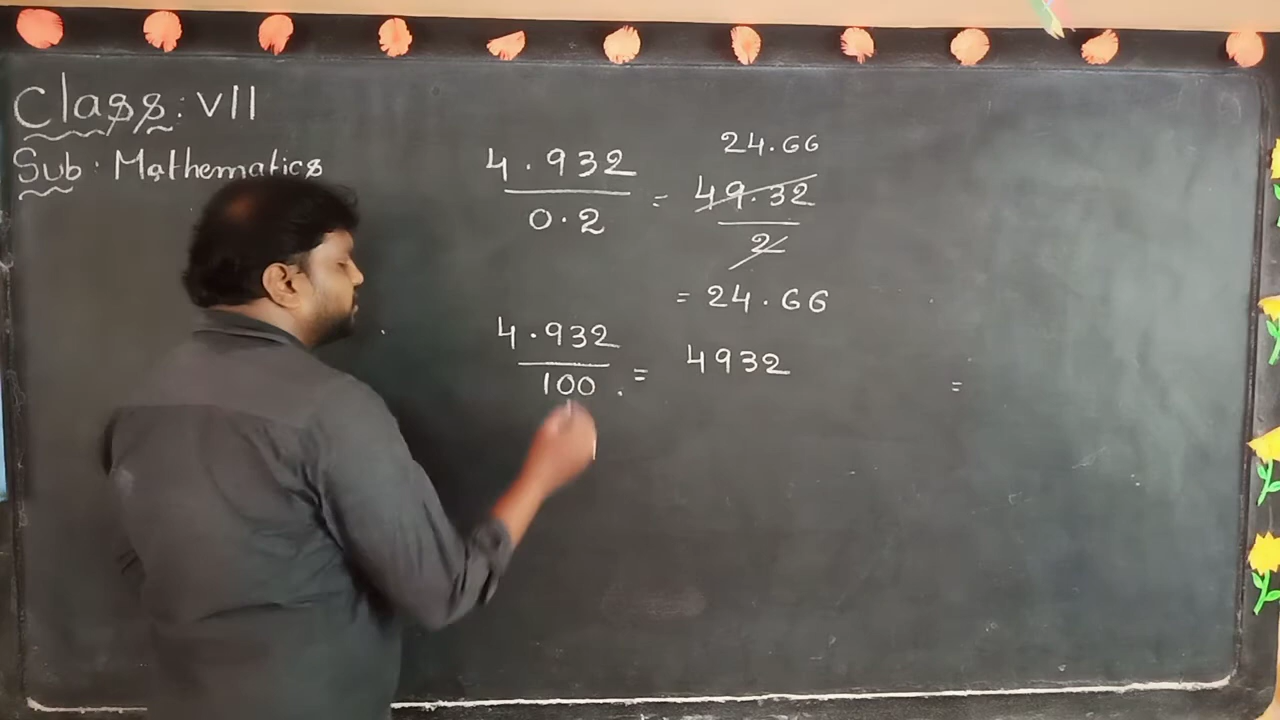 Class : VII
Sub : Mathematics
24.66
4.932 / 0.2 = 49.32 / 2
= 24.66
4.932 / 100 = 4932 =